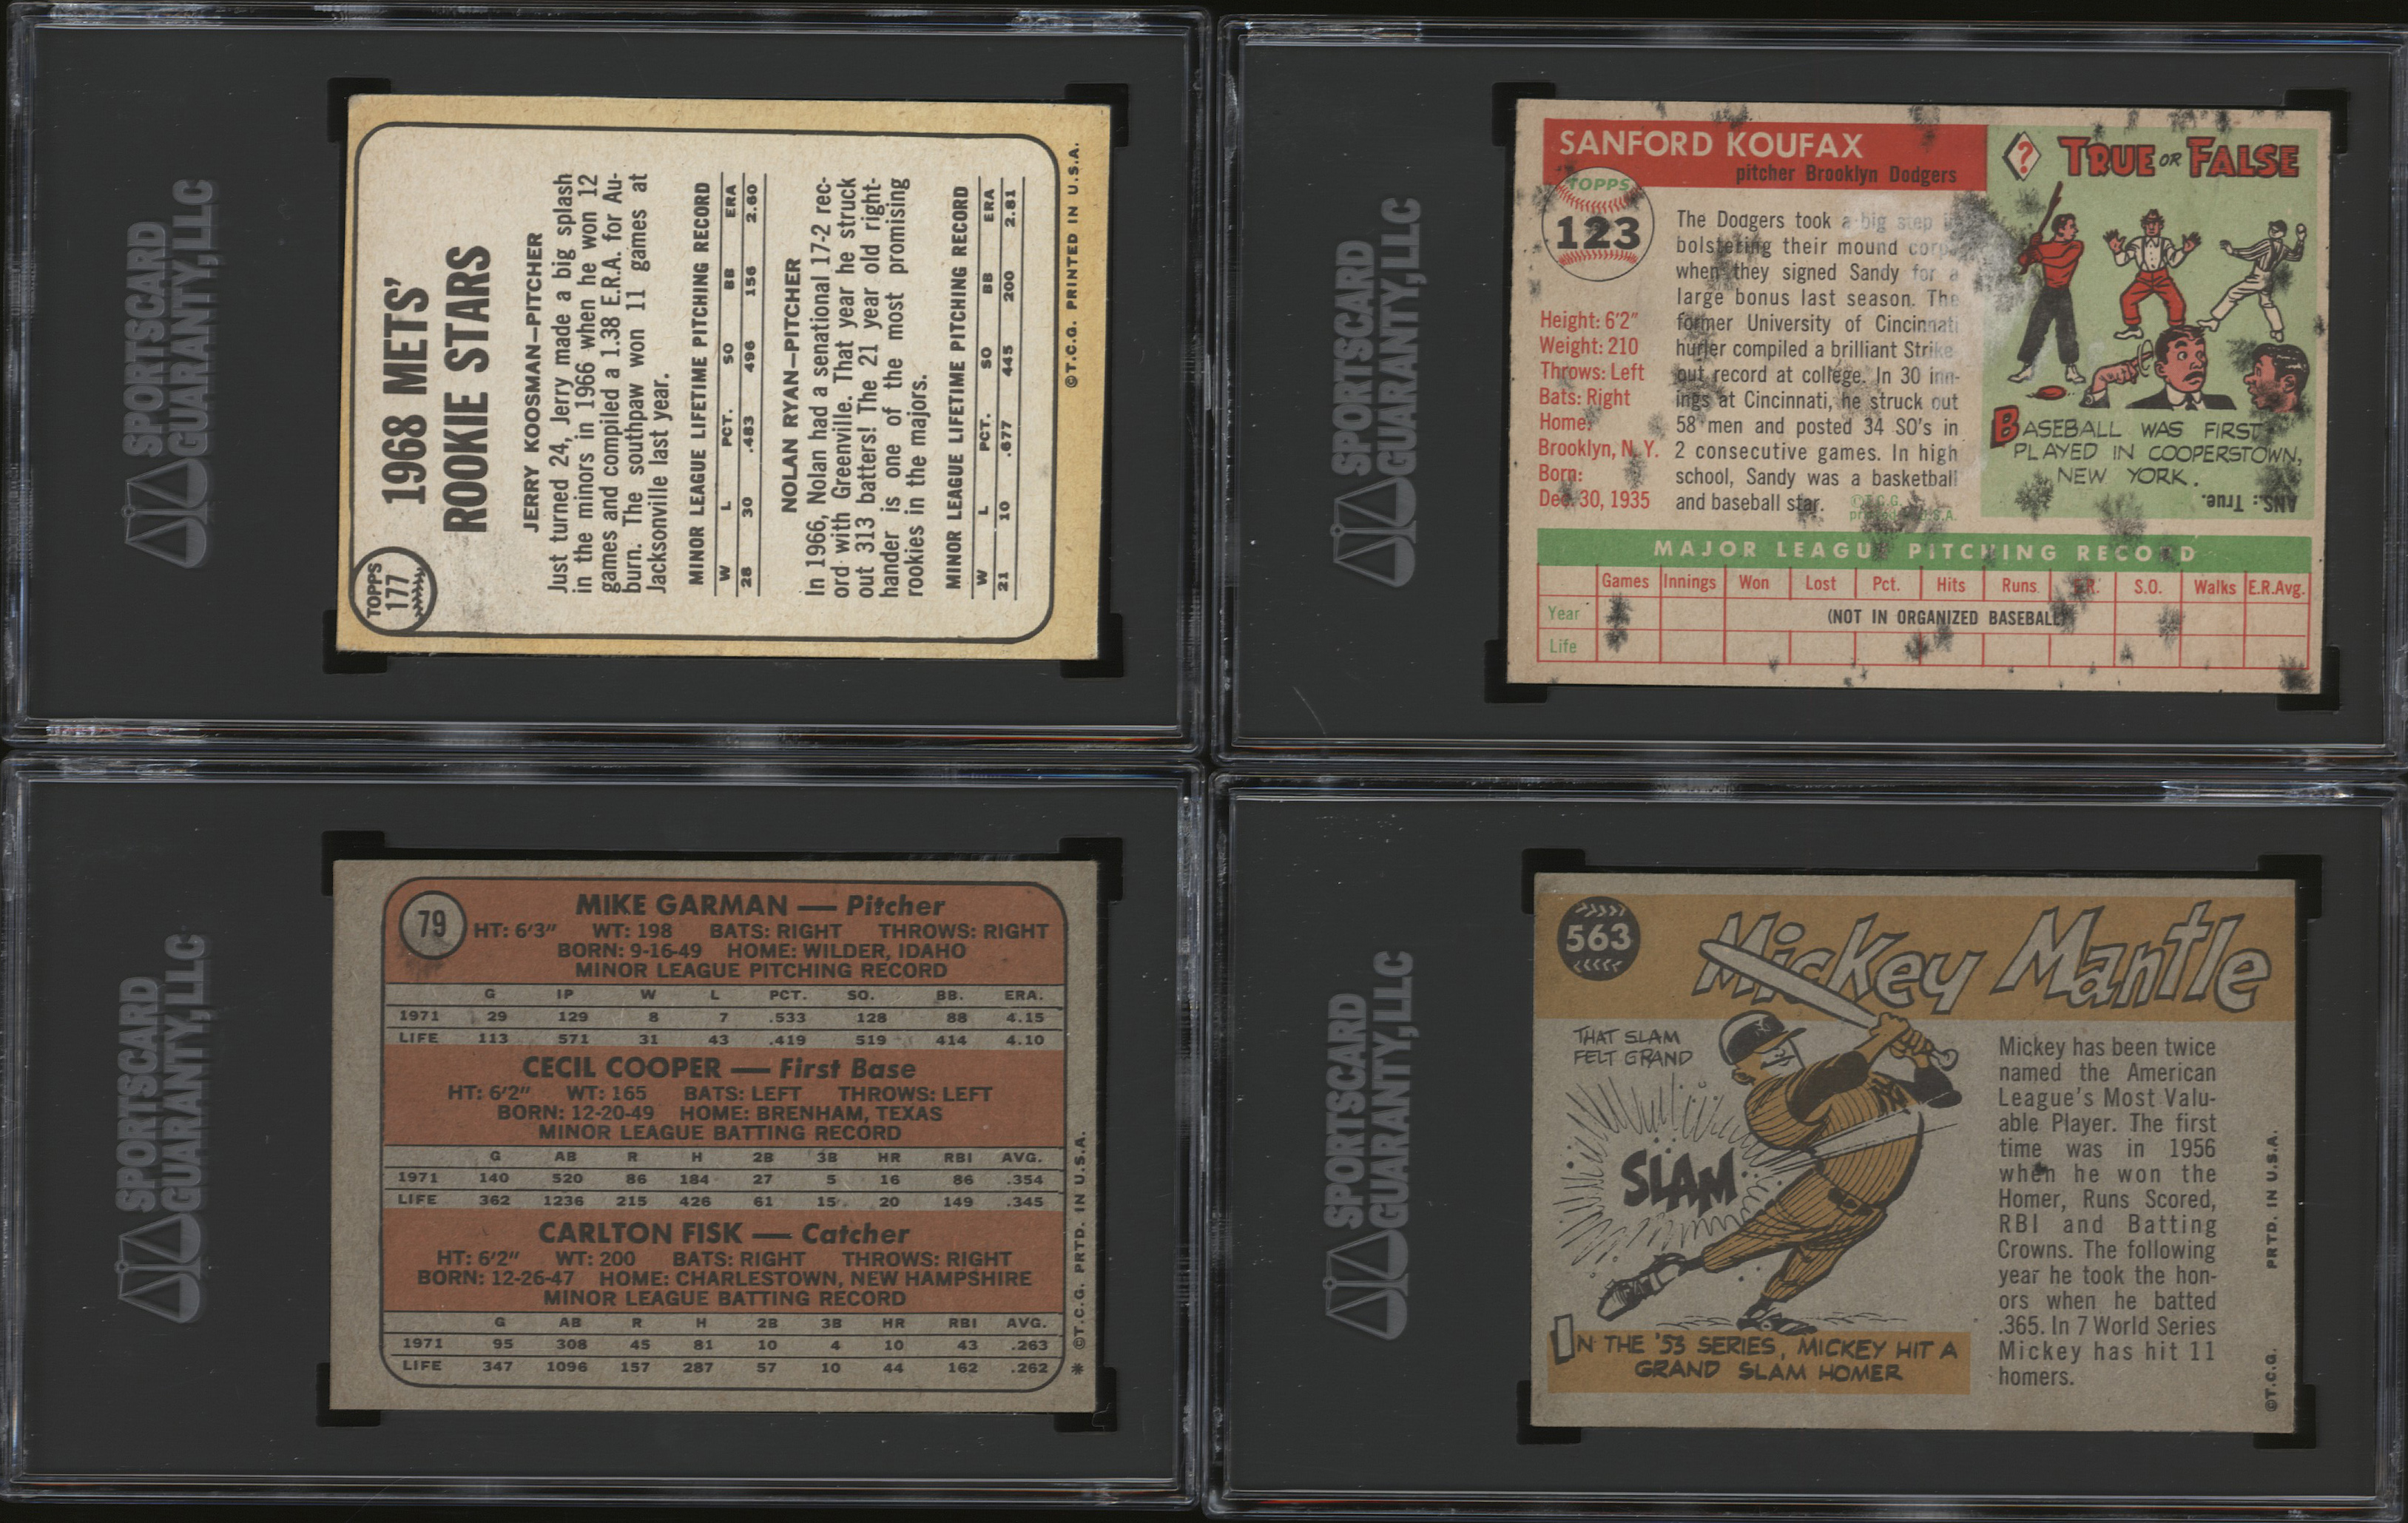 SPORTSCARD
GUARANTY,LLC
TOPPS
177
1968 METS'
ROOKIE STARS
JERRY KOOSMAN—PITCHER
Just turned 24, Jerry made a big splash
in the minors in 1966 when he won 12
games and compiled a 1.38 E.R.A. for Au-
burn. The southpaw won 11 games at
Jacksonville last year.
MINOR LEAGUE LIFETIME PITCHING RECORD
W L PCT. SO BB ERA
28 30 .483 496 156 2.60
NOLAN RYAN—PITCHER
In 1966, Nolan had a senational 17-2 rec-
ord with Greenville. That year he struck
out 313 batters! The 21 year old right-
hander is one of the most promising
rookies in the majors.
MINOR LEAGUE LIFETIME PITCHING RECORD
W L PCT. SO BB ERA
21 10 .677 445 200 2.81
©T.C.G. PRINTED IN U.S.A.
SPORTSCARD
GUARANTY,LLC
SANFORD KOUFAX
pitcher Brooklyn Dodgers
TOPPS
123
Height: 6'2"
Weight: 210
Throws: Left
Bats: Right
Home:
Brooklyn, N.Y.
Born:
Dec. 30, 1935
The Dodgers took a big step in
bolstering their mound corps
when they signed Sandy for a
large bonus last season. The
former University of Cincinnati
hurler compiled a brilliant Strike-
out record at college. In 30 inn-
ings at Cincinnati, he struck out
58 men and posted 34 SO's in
2 consecutive games. In high
school, Sandy was a basketball
and baseball star.
©T.C.G.
printed in U.S.A.
?
TRUE OR FALSE
BASEBALL WAS FIRST
PLAYED IN COOPERSTOWN,
NEW YORK.
ANS.: True.
MAJOR LEAGUE PITCHING RECORD
Games Innings Won Lost Pct. Hits Runs E.R. S.O. Walks E.R.Avg.
Year (NOT IN ORGANIZED BASEBALL)
Life
SPORTSCARD
GUARANTY,LLC
79
MIKE GARMAN — Pitcher
HT: 6'3" WT: 198 BATS: RIGHT THROWS: RIGHT
BORN: 9-16-49 HOME: WILDER, IDAHO
MINOR LEAGUE PITCHING RECORD
G IP W L PCT. SO. BB. ERA.
1971 29 129 8 7 .533 128 88 4.15
LIFE 113 571 31 43 .419 519 414 4.10
CECIL COOPER — First Base
HT: 6'2" WT: 165 BATS: LEFT THROWS: LEFT
BORN: 12-20-49 HOME: BRENHAM, TEXAS
MINOR LEAGUE BATTING RECORD
G AB R H 2B 3B HR RBI AVG.
1971 140 520 86 184 27 5 16 86 .354
LIFE 362 1236 215 426 61 15 20 149 .345
CARLTON FISK — Catcher
HT: 6'2" WT: 200 BATS: RIGHT THROWS: RIGHT
BORN: 12-26-47 HOME: CHARLESTOWN, NEW HAMPSHIRE
MINOR LEAGUE BATTING RECORD
G AB R H 2B 3B HR RBI AVG.
1971 95 308 45 81 10 4 10 43 .263
LIFE 347 1096 157 287 57 10 44 162 .262
* ©T.C.G. PRTD. IN U.S.A.
SPORTSCARD
GUARANTY,LLC
563
Mickey Mantle
THAT SLAM
FELT GRAND
SLAM
NY
IN THE '53 SERIES, MICKEY HIT A
GRAND SLAM HOMER
Mickey has been twice
named the American
League's Most Valu-
able Player. The first
time was in 1956
when he won the
Homer, Runs Scored,
RBI and Batting
Crowns. The following
year he took the hon-
ors when he batted
.365. In 7 World Series
Mickey has hit 11
homers.
©T.C.G. PRTD. IN U.S.A.